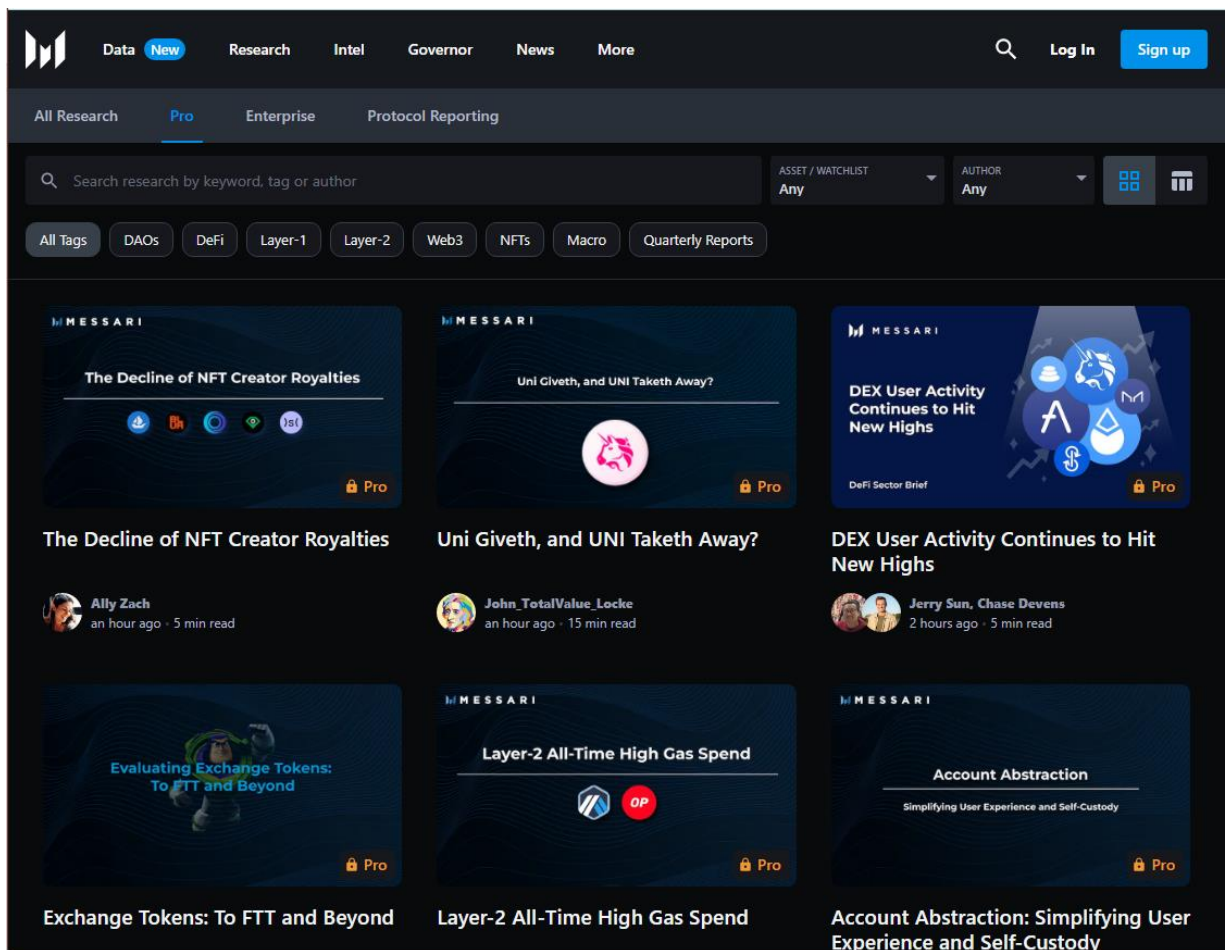 Data New Research Intel Governor News More Log In Sign up
All Research Pro Enterprise Protocol Reporting
Search research by keyword, tag or author
ASSET / WATCHLIST
Any
AUTHOR
Any
All Tags DAOs DeFi Layer-1 Layer-2 Web3 NFTs Macro Quarterly Reports
MESSARI
The Decline of NFT Creator Royalties
)s(
Pro
The Decline of NFT Creator Royalties
Ally Zach
an hour ago · 5 min read
MESSARI
Uni Giveth, and UNI Taketh Away?
Pro
Uni Giveth, and UNI Taketh Away?
John_TotalValue_Locke
an hour ago · 15 min read
MESSARI
DEX User Activity
Continues to Hit
New Highs
DeFi Sector Brief
Pro
DEX User Activity Continues to Hit
New Highs
Jerry Sun, Chase Devens
2 hours ago · 5 min read
Evaluating Exchange Tokens:
To FTT and Beyond
Pro
Exchange Tokens: To FTT and Beyond
MESSARI
Layer-2 All-Time High Gas Spend
OP
Pro
Layer-2 All-Time High Gas Spend
MESSARI
Account Abstraction
Simplifying User Experience and Self-Custody
Pro
Account Abstraction: Simplifying User
Experience and Self-Custody